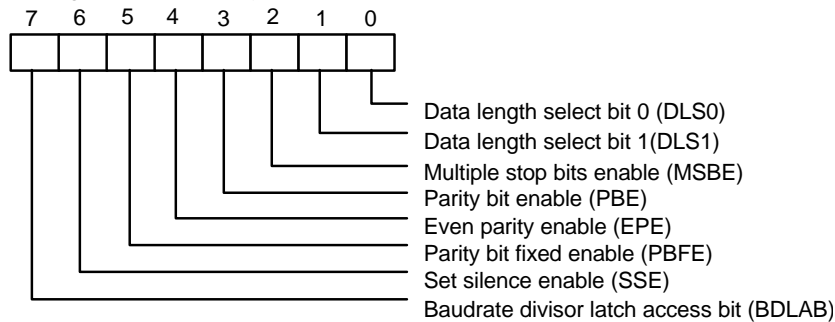 7 6 5 4 3 2 1 0
Data length select bit 0 (DLS0)
Data length select bit 1(DLS1)
Multiple stop bits enable (MSBE)
Parity bit enable (PBE)
Even parity enable (EPE)
Parity bit fixed enable (PBFE)
Set silence enable (SSE)
Baudrate divisor latch access bit (BDLAB)